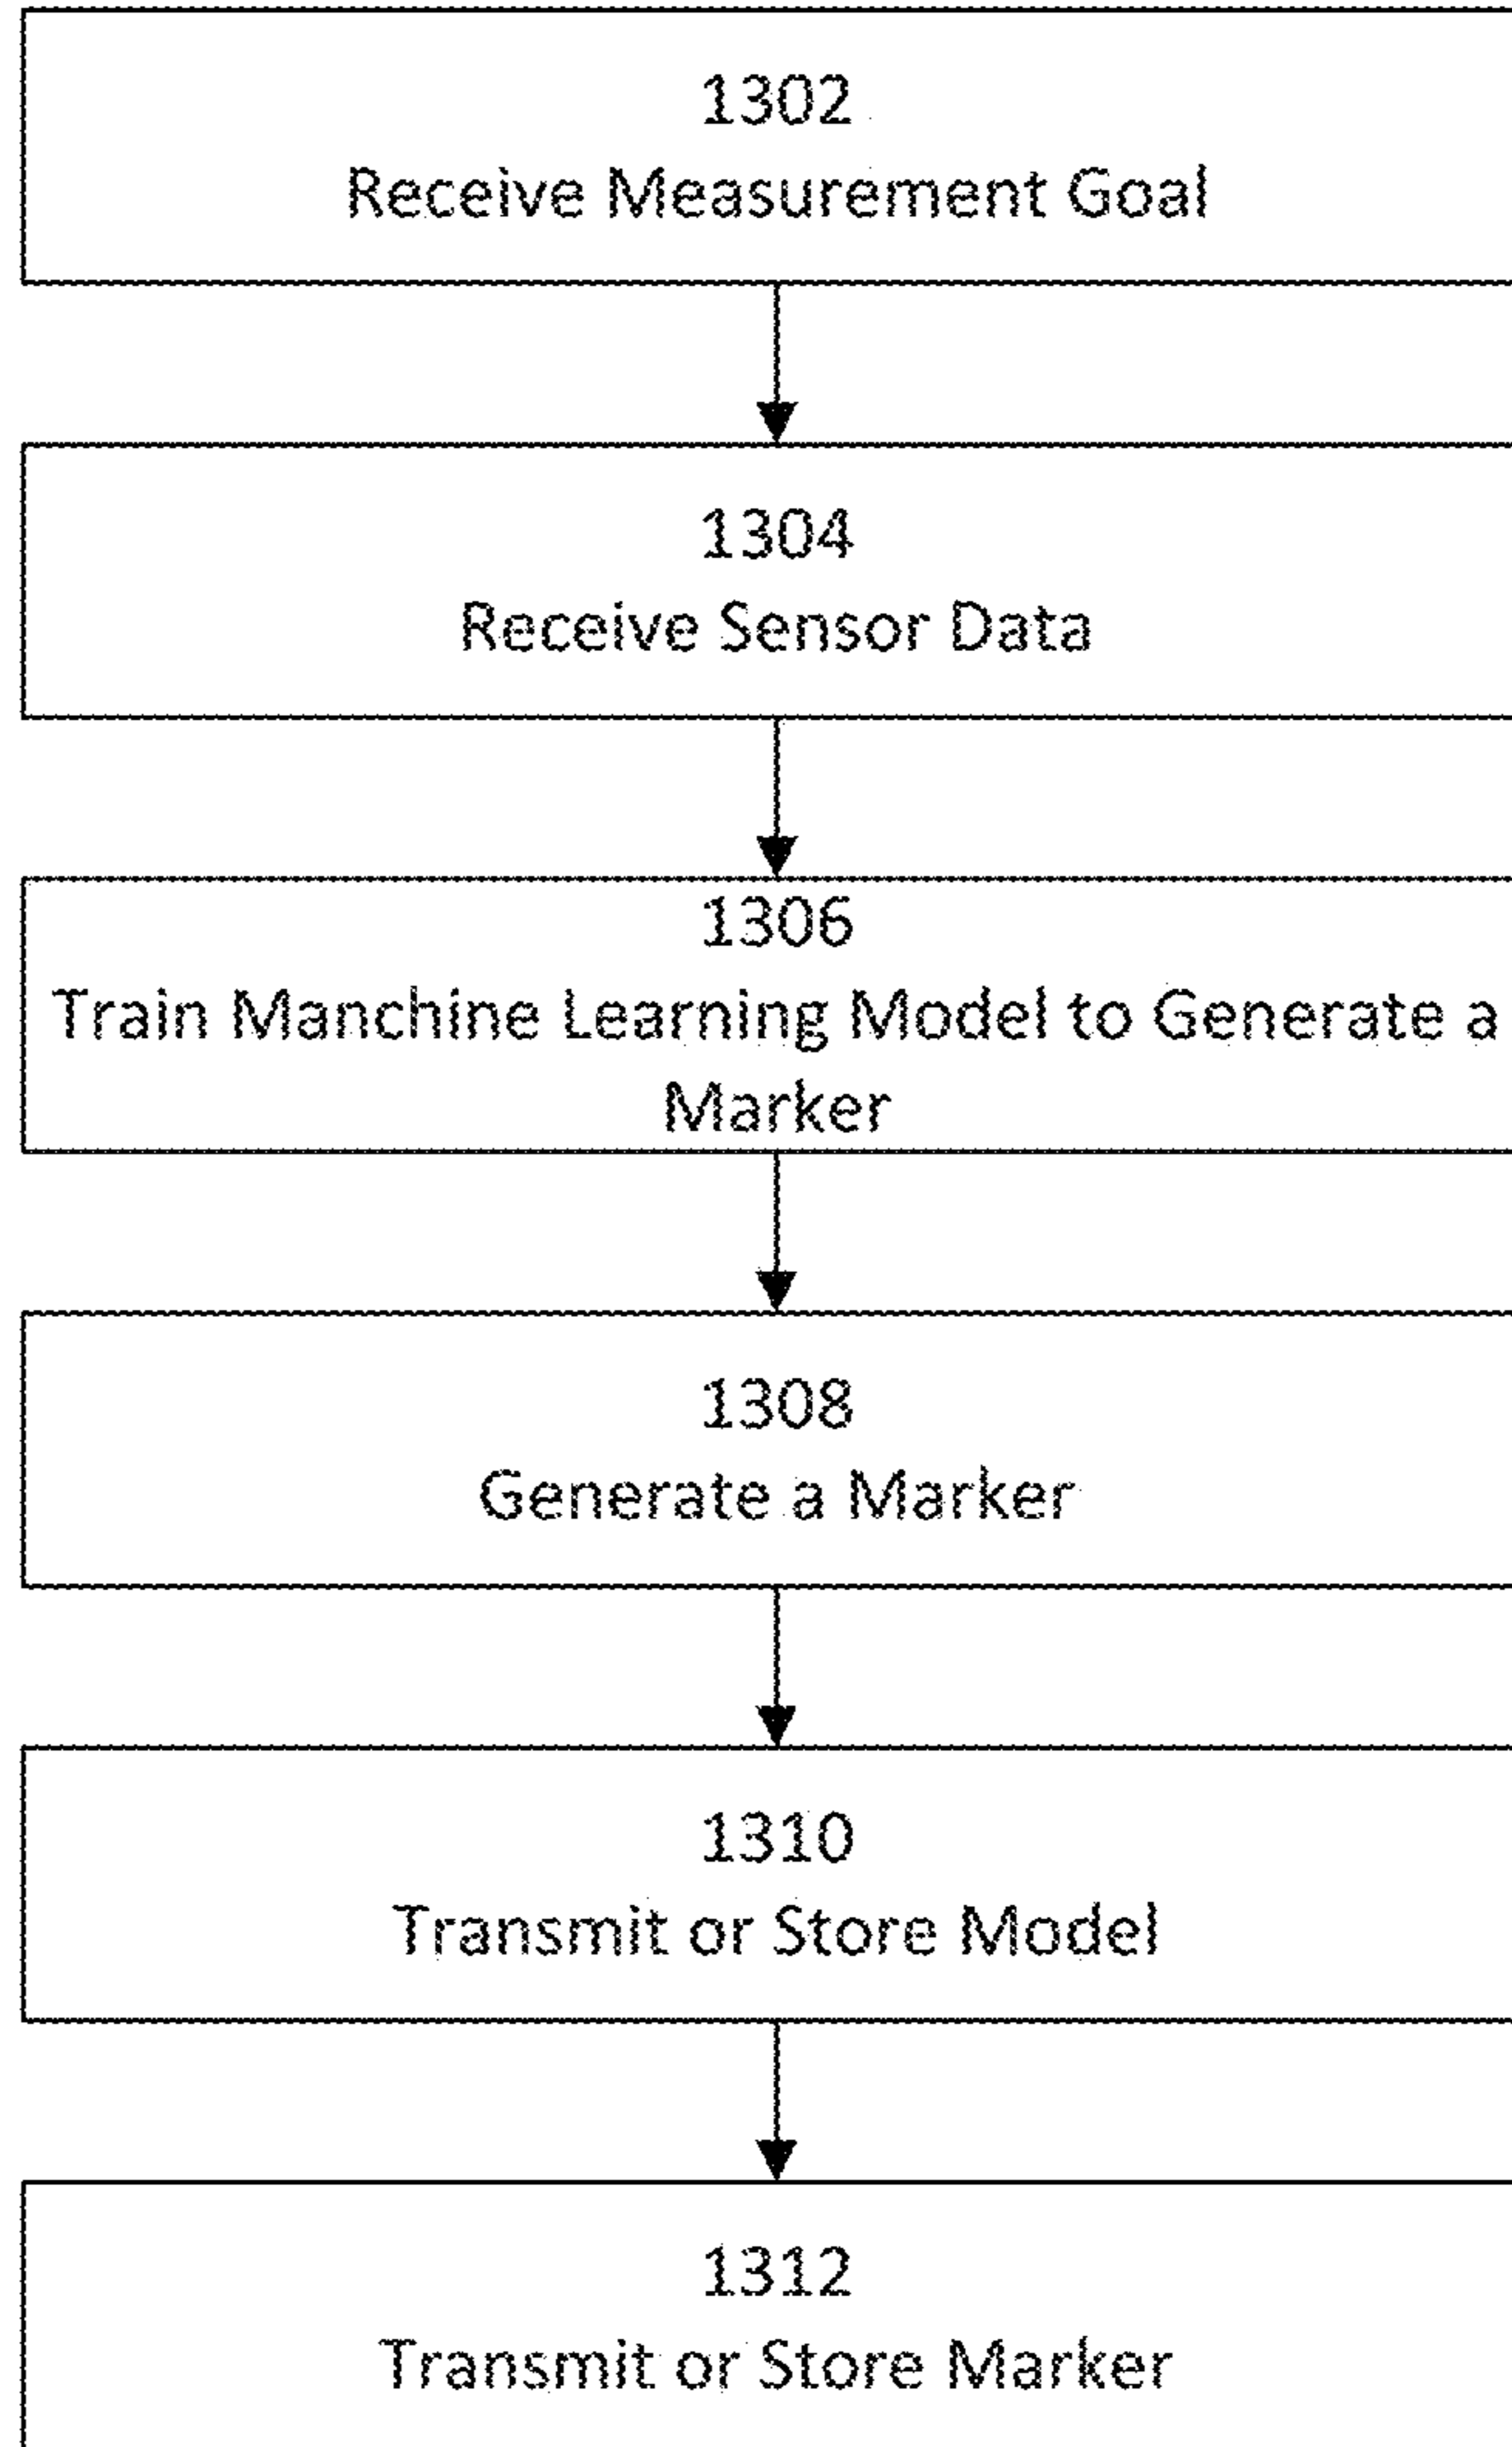 1302
Receive Measurement Goal
1304
Receive Sensor Data
1306
Train Manchine Learning Model to Generate a
Marker
1308
Generate a Marker
1310
Transmit or Store Model
1312
Transmit or Store Marker